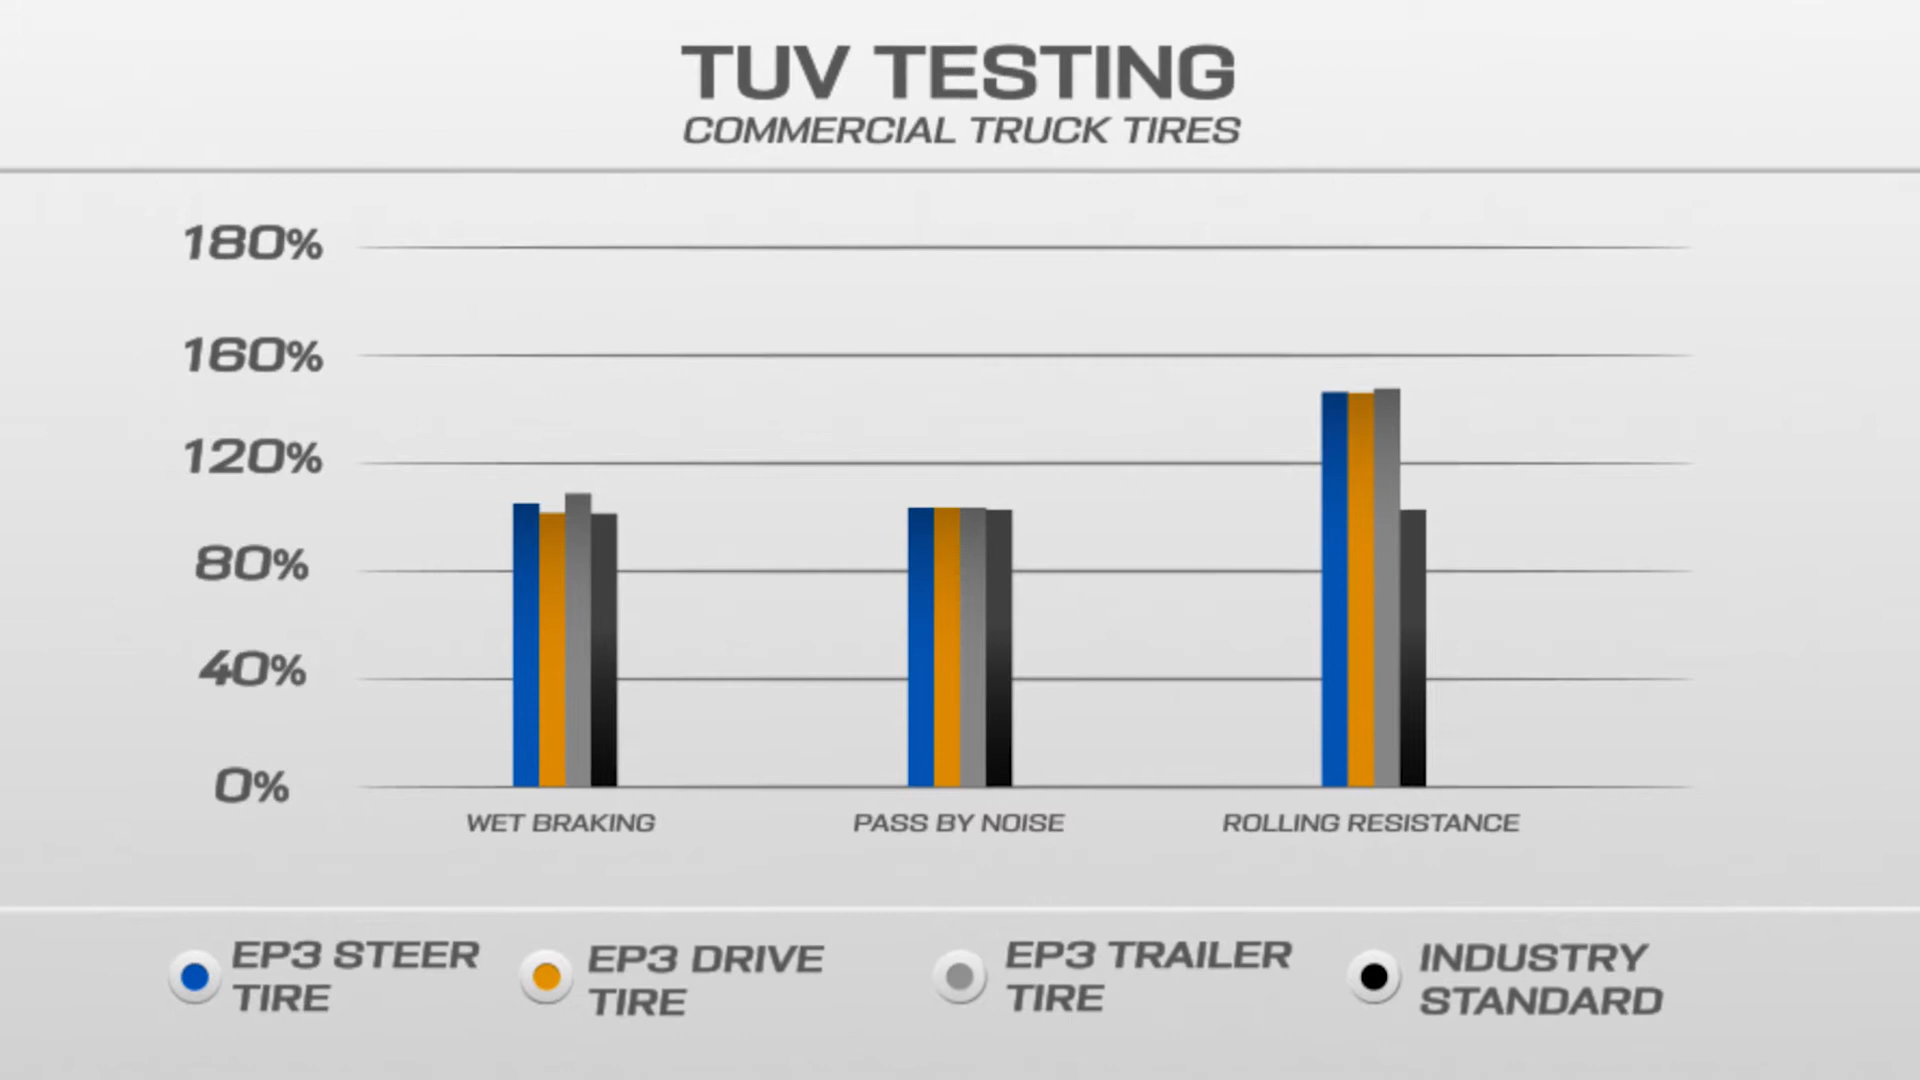 TUV TESTING
COMMERCIAL TRUCK TIRES
180%
160%
120%
80%
40%
0%
WET BRAKING
PASS BY NOISE
ROLLING RESISTANCE
EP3 STEER
TIRE
EP3 DRIVE
TIRE
EP3 TRAILER
TIRE
INDUSTRY
STANDARD